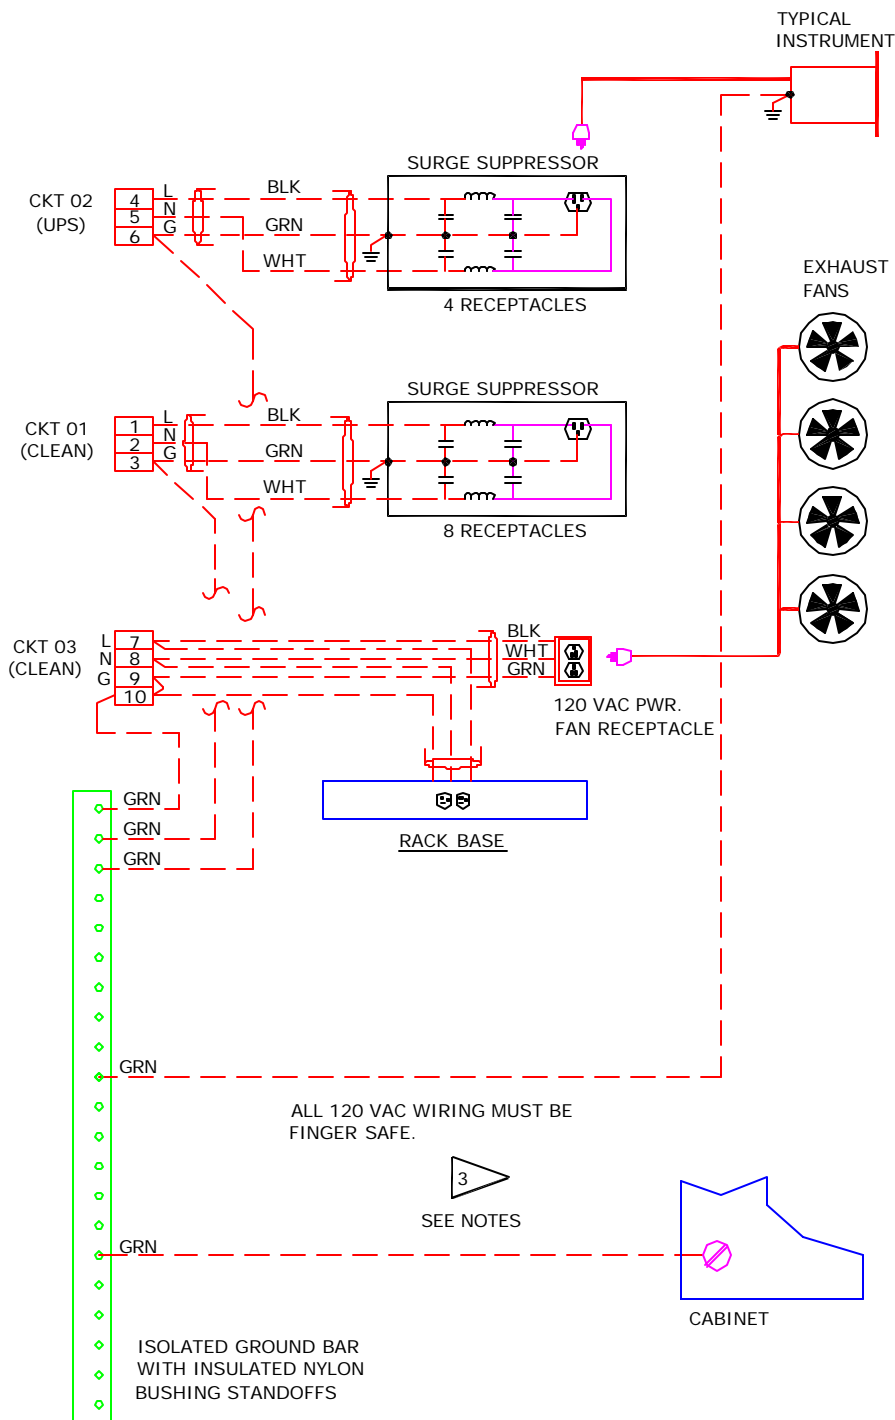 TYPICAL
INSTRUMENT
SURGE SUPPRESSOR
CKT 02
(UPS)
4
5
6
L
N
G
BLK
GRN
WHT
4 RECEPTACLES
EXHAUST
FANS
SURGE SUPPRESSOR
CKT 01
(CLEAN)
1
2
3
L
N
G
BLK
GRN
WHT
8 RECEPTACLES
CKT 03
(CLEAN)
L
N
G
7
8
9
10
BLK
WHT
GRN
120 VAC PWR.
FAN RECEPTACLE
GRN
GRN
GRN
RACK BASE
GRN
ALL 120 VAC WIRING MUST BE
FINGER SAFE.
3
SEE NOTES
GRN
CABINET
ISOLATED GROUND BAR
WITH INSULATED NYLON
BUSHING STANDOFFS